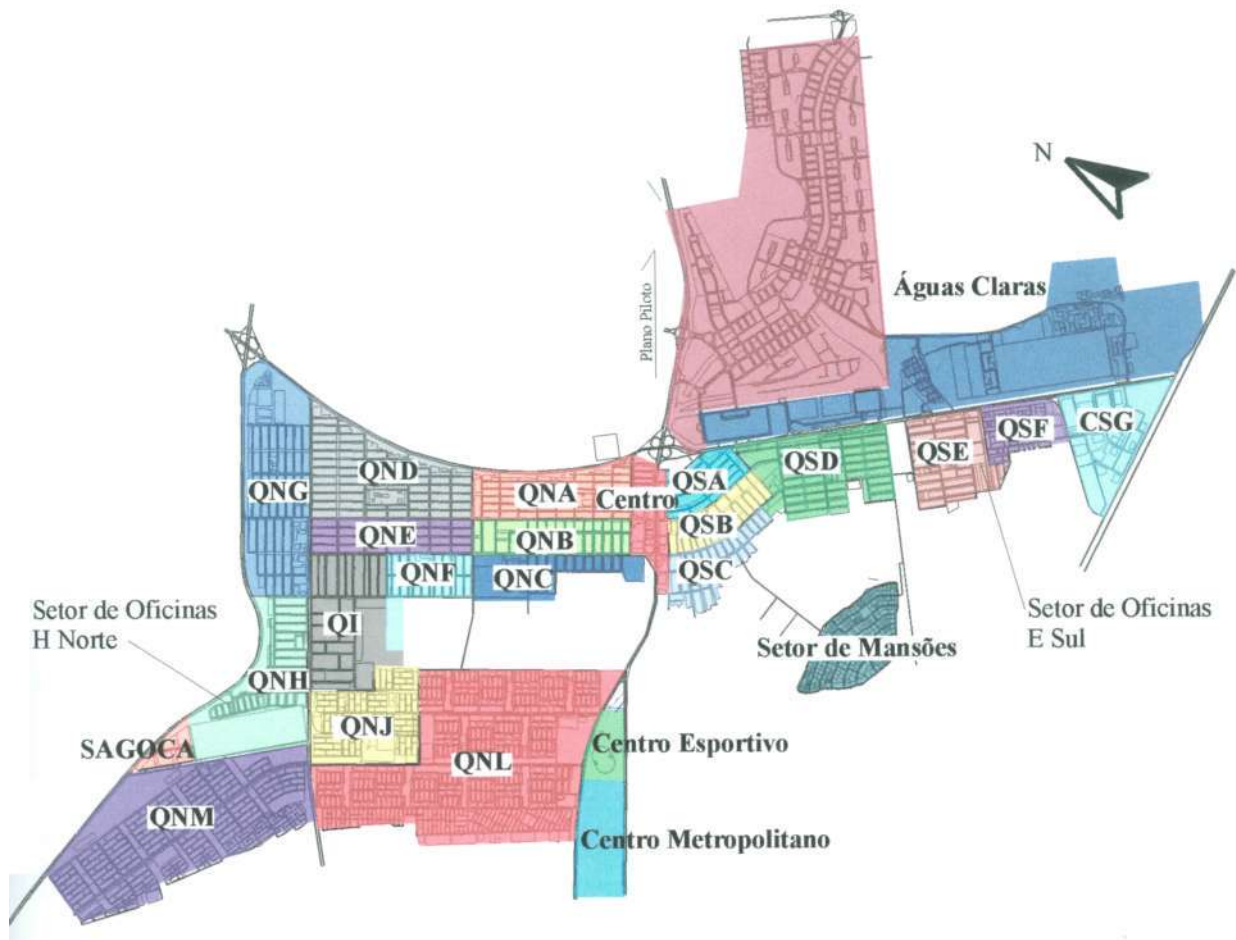 N
Plano Piloto
Águas Claras
CSG
QSF
QSE
QSD
QSA
QND
QNG
QNA
Centro
QSB
QNE
QNB
QSC
QNF
QNC
Setor de Oficinas
H Norte
QI
Setor de Oficinas
E Sul
Setor de Mansões
QNH
QNJ
SAGOCA
Centro Esportivo
QNL
QNM
Centro Metropolitano